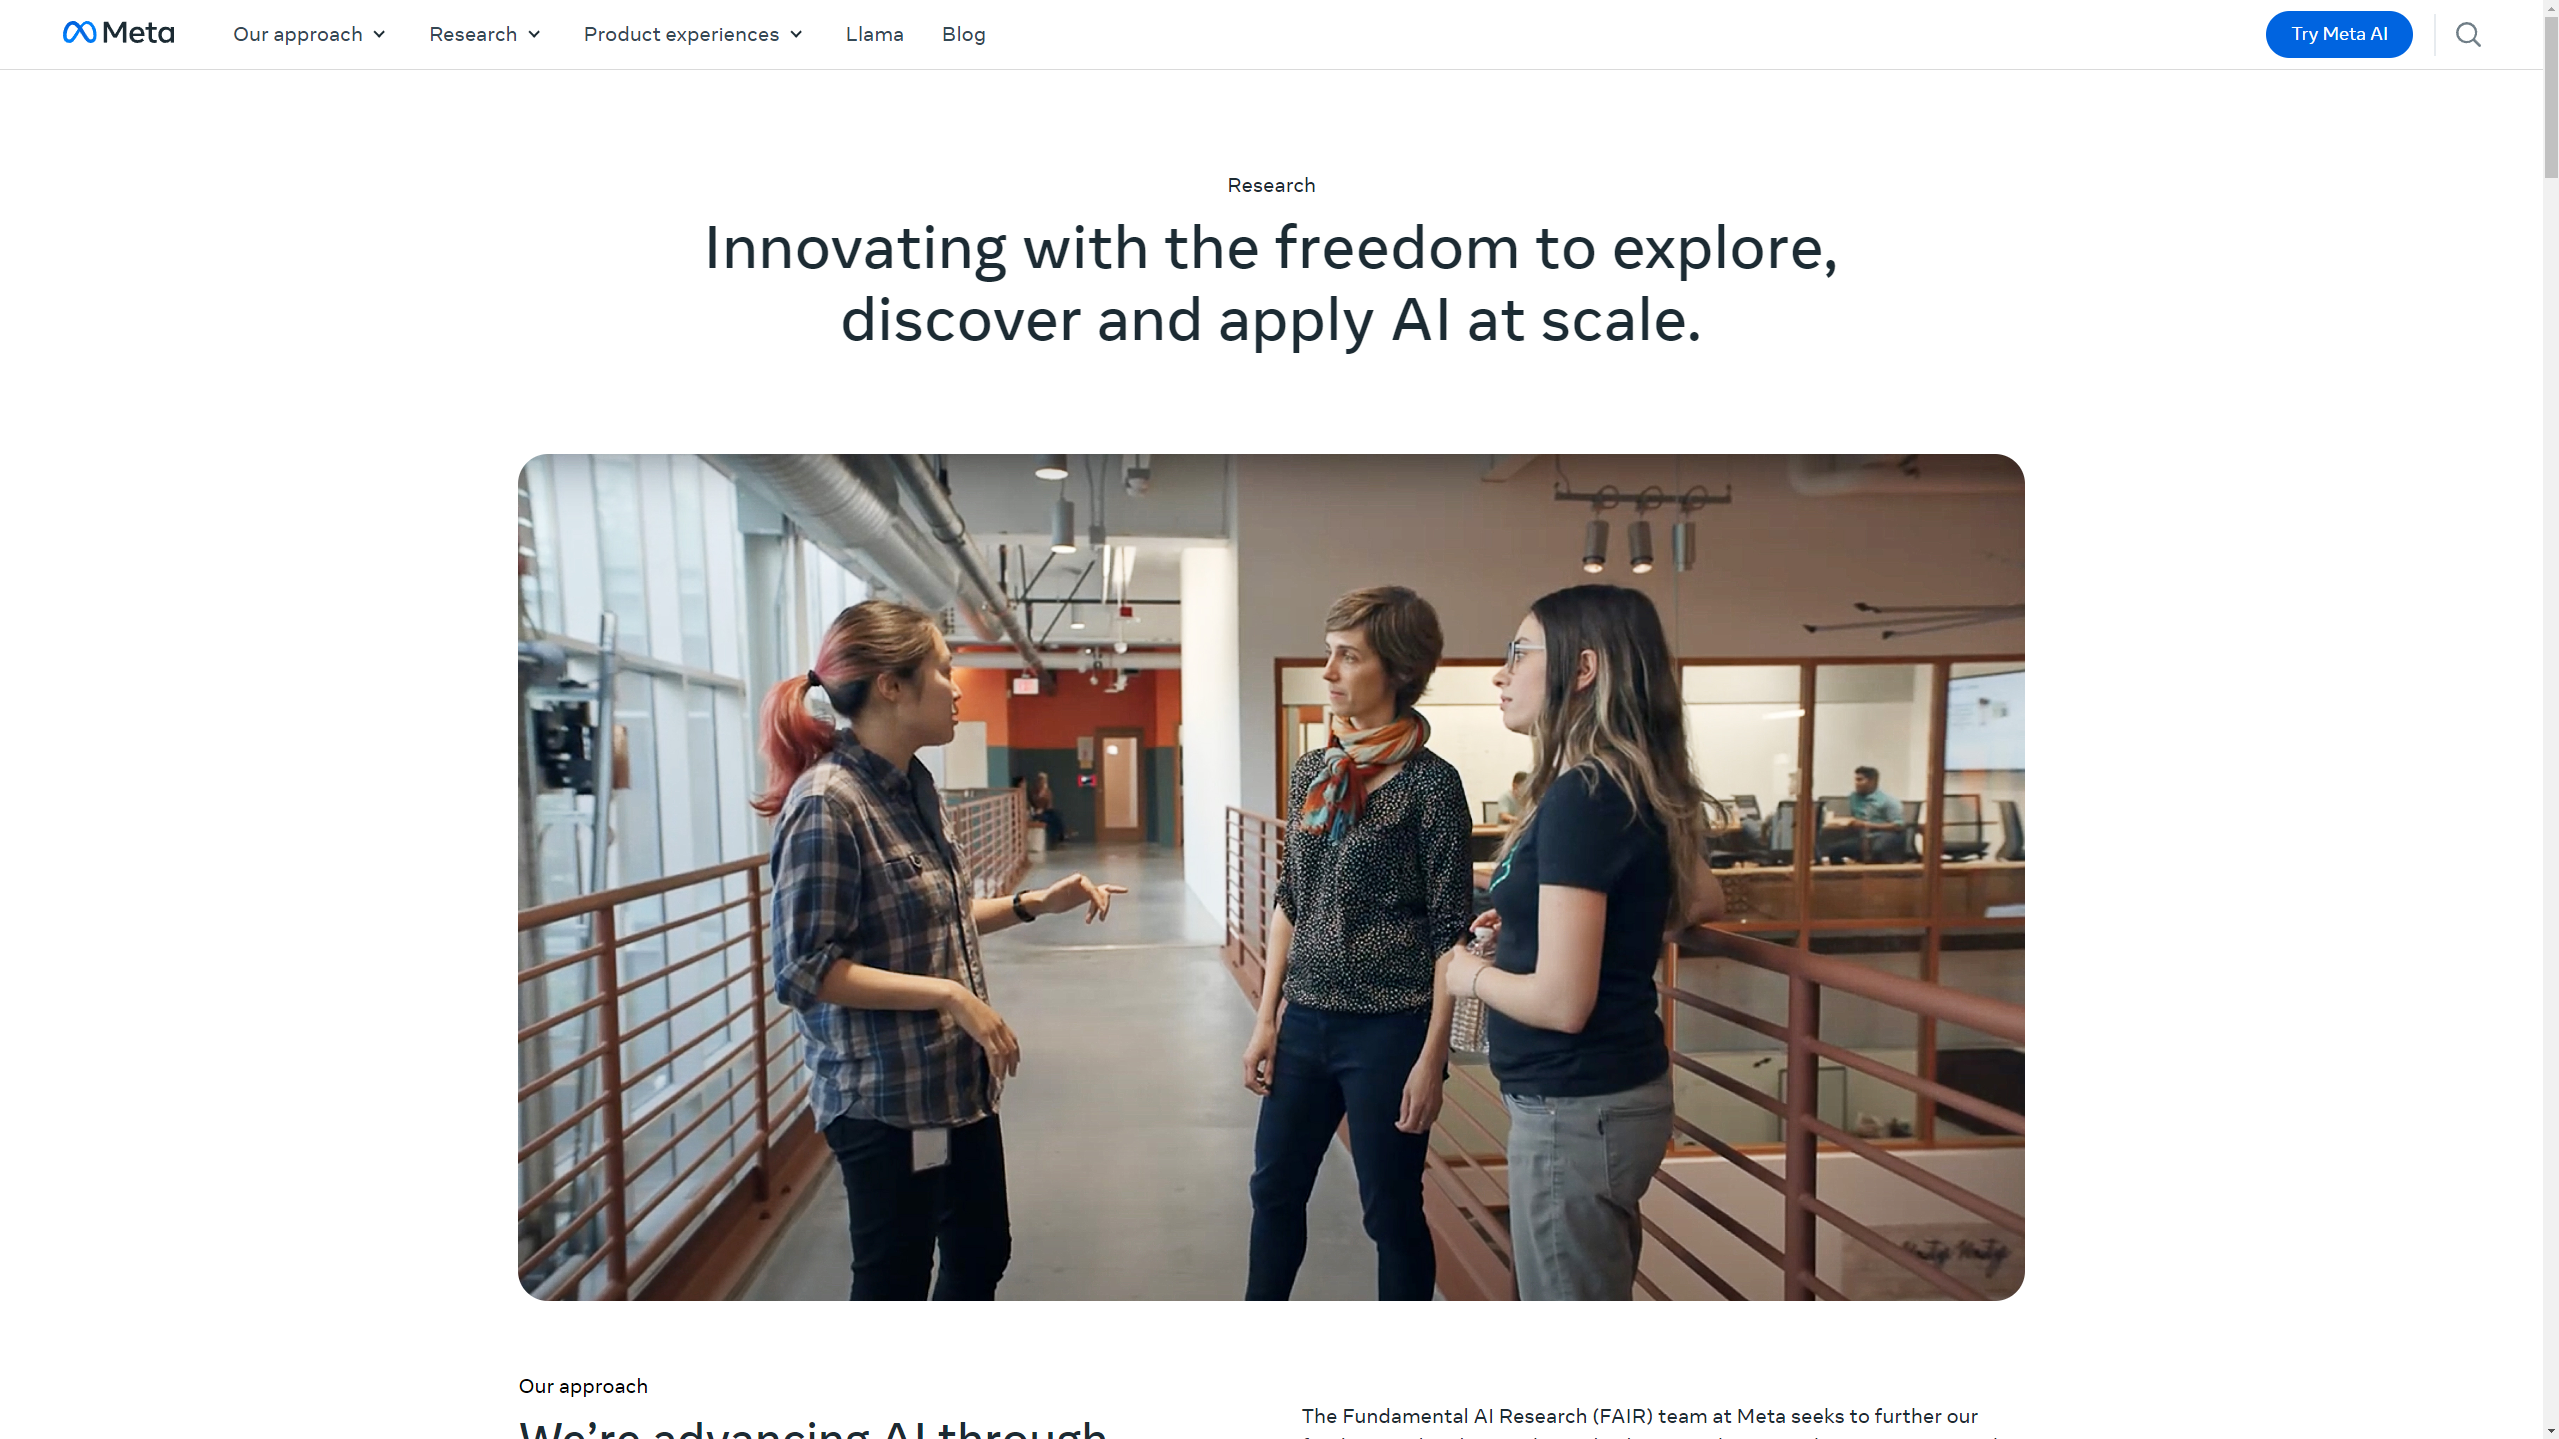 Meta
Our approach
Research
Product experiences
Llama
Blog
Try Meta AI
Research
Innovating with the freedom to explore,
discover and apply AI at scale.
Our approach
We're advancing AI through
The Fundamental AI Research (FAIR) team at Meta seeks to further our